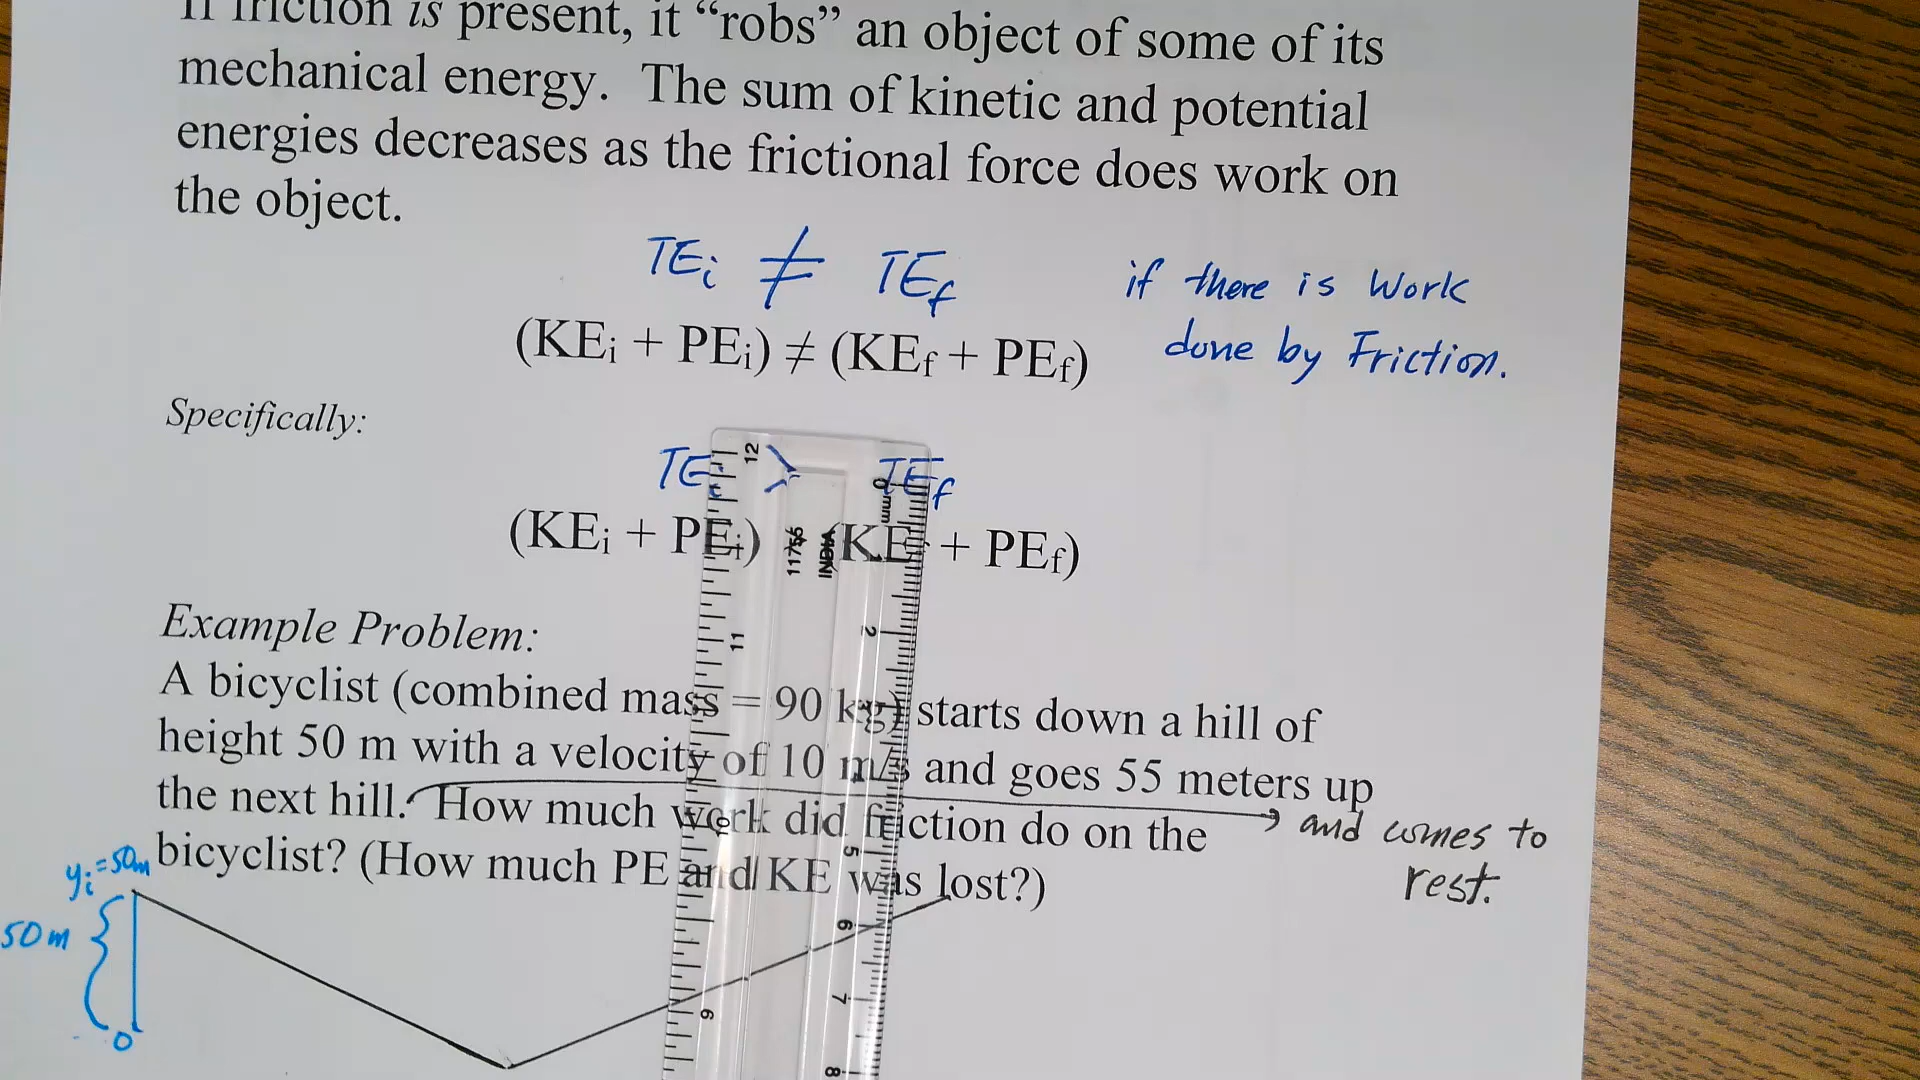 If friction is present, it “robs” an object of some of its
mechanical energy. The sum of kinetic and potential
energies decreases as the frictional force does work on
the object.
TEi ≠ TEf if there is Work
(KEi + PEi) ≠ (KEf + PEf) done by Friction.
Specifically:
TEi > TEf
(KEi + PEi) (KEf + PEf)
Example Problem:
A bicyclist (combined mass = 90 kg) starts down a hill of
height 50 m with a velocity of 10 m/s and goes 55 meters up
the next hill. How much work did friction do on the
and comes to
rest.
bicyclist? (How much PE and KE was lost?)
yi=50m
50m
0
12
11
9
0 mm
1
2
5
6
7
8
11756
INDIA